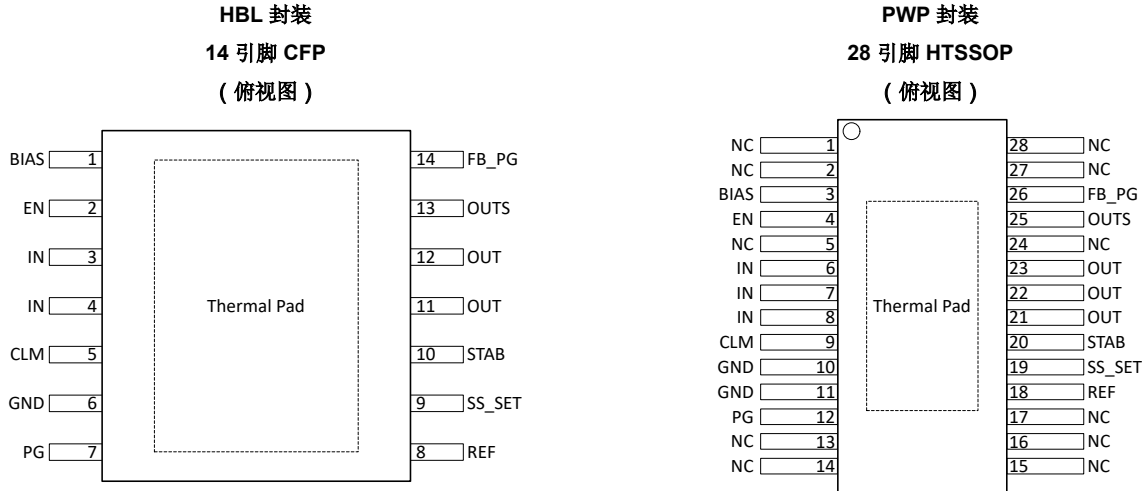 HBL 封装
14 引脚 CFP
(俯视图)
BIAS 1
EN 2
IN 3
IN 4
CLM 5
GND 6
PG 7
Thermal Pad
14 FB_PG
13 OUTS
12 OUT
11 OUT
10 STAB
9 SS_SET
8 REF
PWP 封装
28 引脚 HTSSOP
(俯视图)
NC 1
NC 2
BIAS 3
EN 4
NC 5
IN 6
IN 7
IN 8
CLM 9
GND 10
GND 11
PG 12
NC 13
NC 14
Thermal Pad
28 NC
27 NC
26 FB_PG
25 OUTS
24 NC
23 OUT
22 OUT
21 OUT
20 STAB
19 SS_SET
18 REF
17 NC
16 NC
15 NC